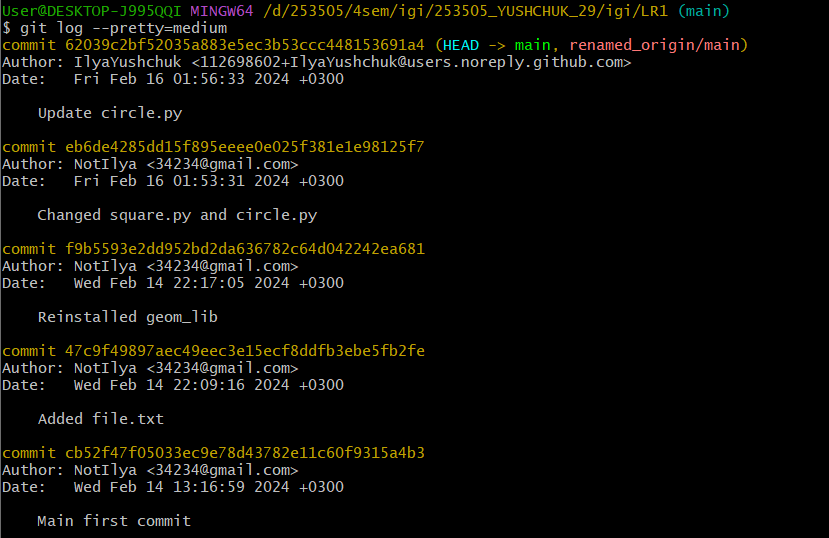 User@DESKTOP-J995QQI MINGW64 /d/253505/4sem/igi/253505_YUSHCHUK_29/igi/LR1 (main)
$ git log --pretty=medium
commit 62039c2bf52035a883e5ec3b53ccc448153691a4 (HEAD -> main, renamed_origin/main)
Author: IlyaYushchuk <112698602+IlyaYushchuk@users.noreply.github.com>
Date:   Fri Feb 16 01:56:33 2024 +0300
    Update circle.py
commit eb6de4285dd15f895eeee0e025f381e1e98125f7
Author: NotIlya <34234@gmail.com>
Date:   Fri Feb 16 01:53:31 2024 +0300
    Changed square.py and circle.py
commit f9b5593e2dd952bd2da636782c64d042242ea681
Author: NotIlya <34234@gmail.com>
Date:   Wed Feb 14 22:17:05 2024 +0300
    Reinstalled geom_lib
commit 47c9f49897aec49eec3e15ecf8ddfb3ebe5fb2fe
Author: NotIlya <34234@gmail.com>
Date:   Wed Feb 14 22:09:16 2024 +0300
    Added file.txt
commit cb52f47f05033ec9e78d43782e11c60f9315a4b3
Author: NotIlya <34234@gmail.com>
Date:   Wed Feb 14 13:16:59 2024 +0300
    Main first commit